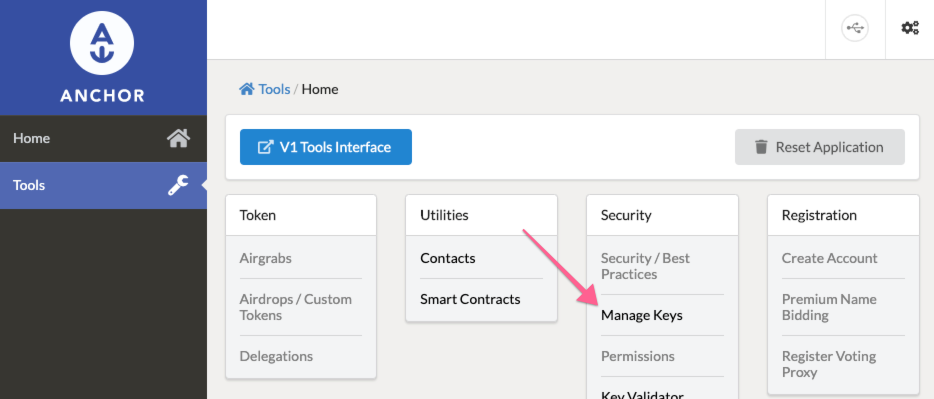 ANCHOR
Home
Tools
Tools / Home
V1 Tools Interface
Reset Application
Token
Airgrabs
Airdrops / Custom
Tokens
Delegations
Utilities
Contacts
Smart Contracts
Security
Security / Best
Practices
Manage Keys
Permissions
Key Validator
Registration
Create Account
Premium Name
Bidding
Register Voting
Proxy